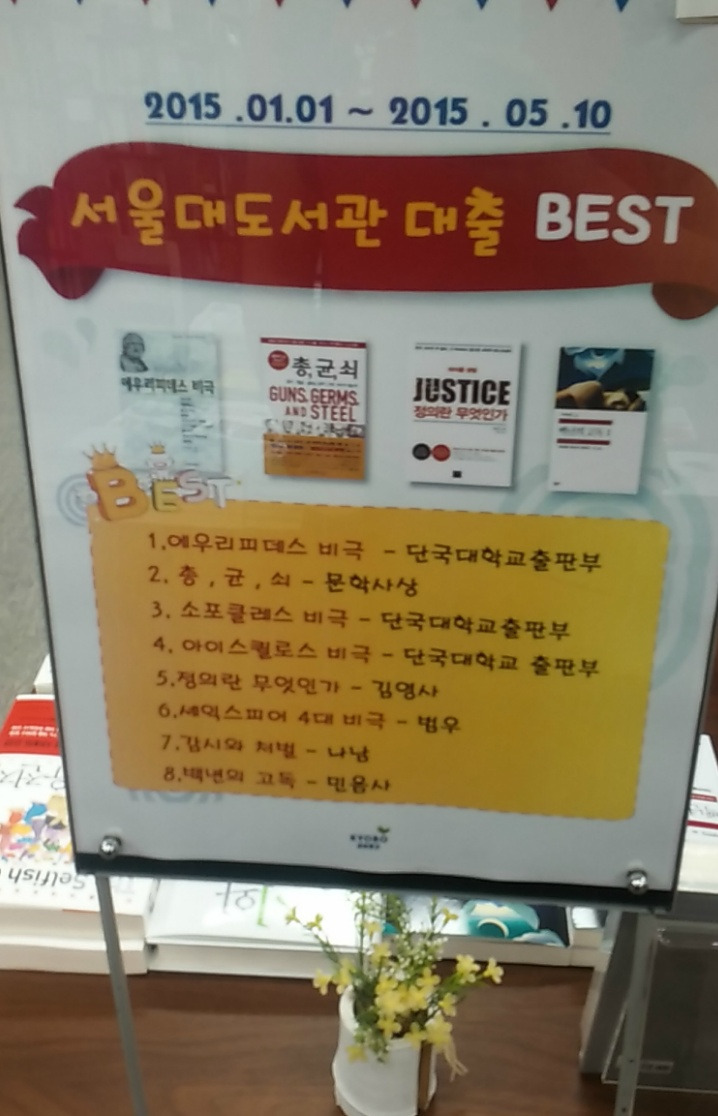 2015 .01.01 ~ 2015 . 05 .10
서울대도서관 대출 BEST
에우리피데스 비극
총,균,쇠
GUNS, GERMS,
AND STEEL
JUSTICE
정의란 무엇인가
BEST
1.에우리피데스 비극 - 단국대학교출판부
2. 총 , 균 , 쇠 - 문학사상
3. 소포클레스 비극 - 단국대학교출판부
4. 아이스퀼로스 비극 - 단국대학교 출판부
5.정의란 무엇인가 - 김영사
6.셰익스피어 4대 비극 - 범우
7.감시와 처벌 - 나남
8.백년의 고독 - 민음사
KYOBO
Selfish